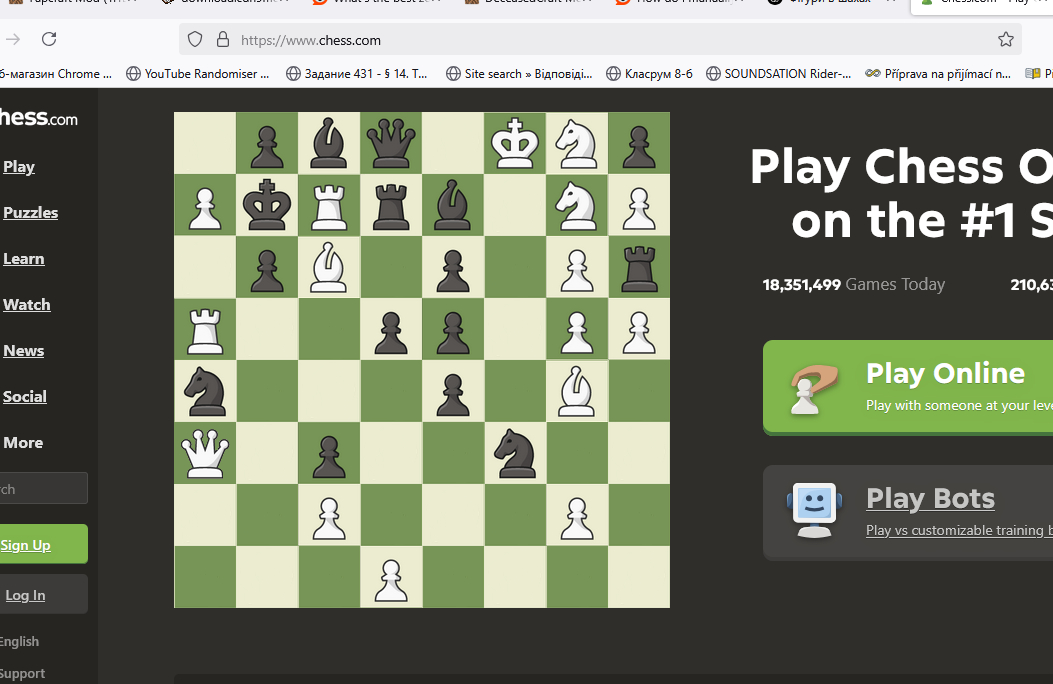 https://www.chess.com
б-магазин Chrome ... YouTube Randomiser ... Задание 431 - § 14. Т... Site search » Відповіді... Класрум 8-б SOUNDSATION Rider-... Příprava na přijímací n...
hess.com
Play
Puzzles
Learn
Watch
News
Social
More
rch
Sign Up
Log In
English
Support
Play Chess O
on the #1 S
18,351,499 Games Today 210,63
Play Online
Play with someone at your leve
Play Bots
Play vs customizable training b